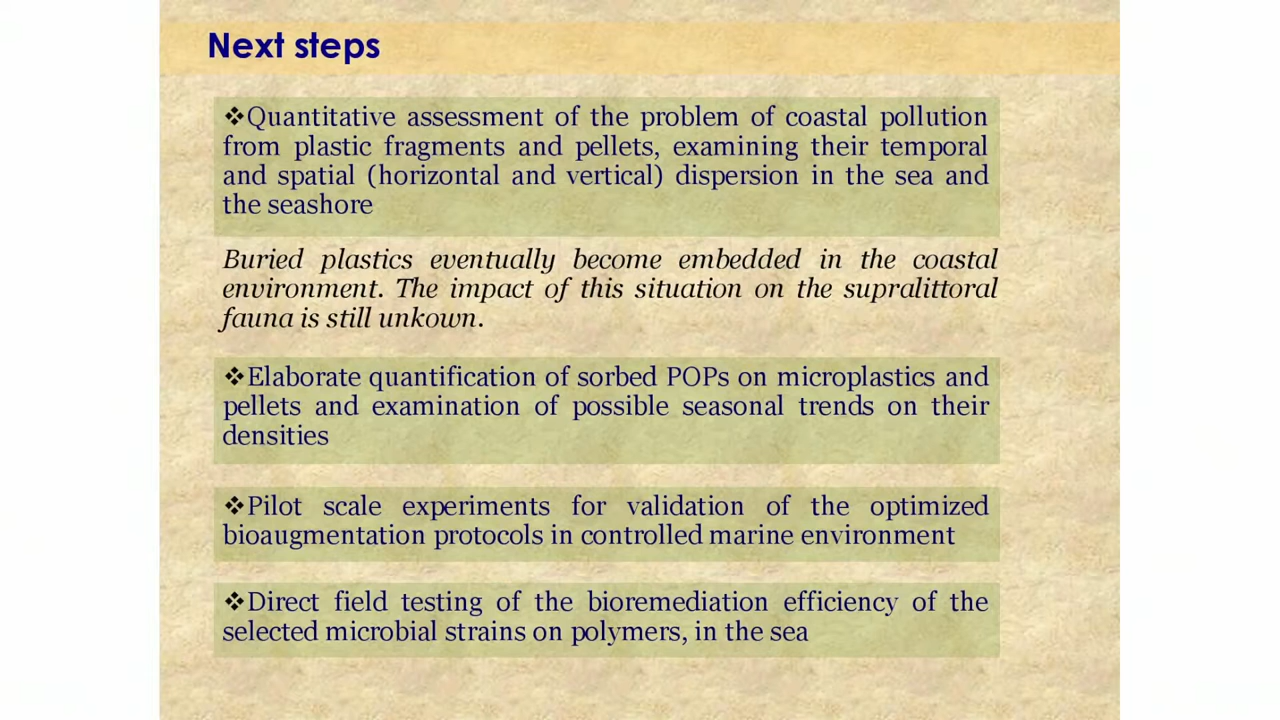 Next steps
❖Quantitative assessment of the problem of coastal pollution
from plastic fragments and pellets, examining their temporal
and spatial (horizontal and vertical) dispersion in the sea and
the seashore
Buried plastics eventually become embedded in the coastal
environment. The impact of this situation on the supralittoral
fauna is still unkown.
❖Elaborate quantification of sorbed POPs on microplastics and
pellets and examination of possible seasonal trends on their
densities
❖Pilot scale experiments for validation of the optimized
bioaugmentation protocols in controlled marine environment
❖Direct field testing of the bioremediation efficiency of the
selected microbial strains on polymers, in the sea